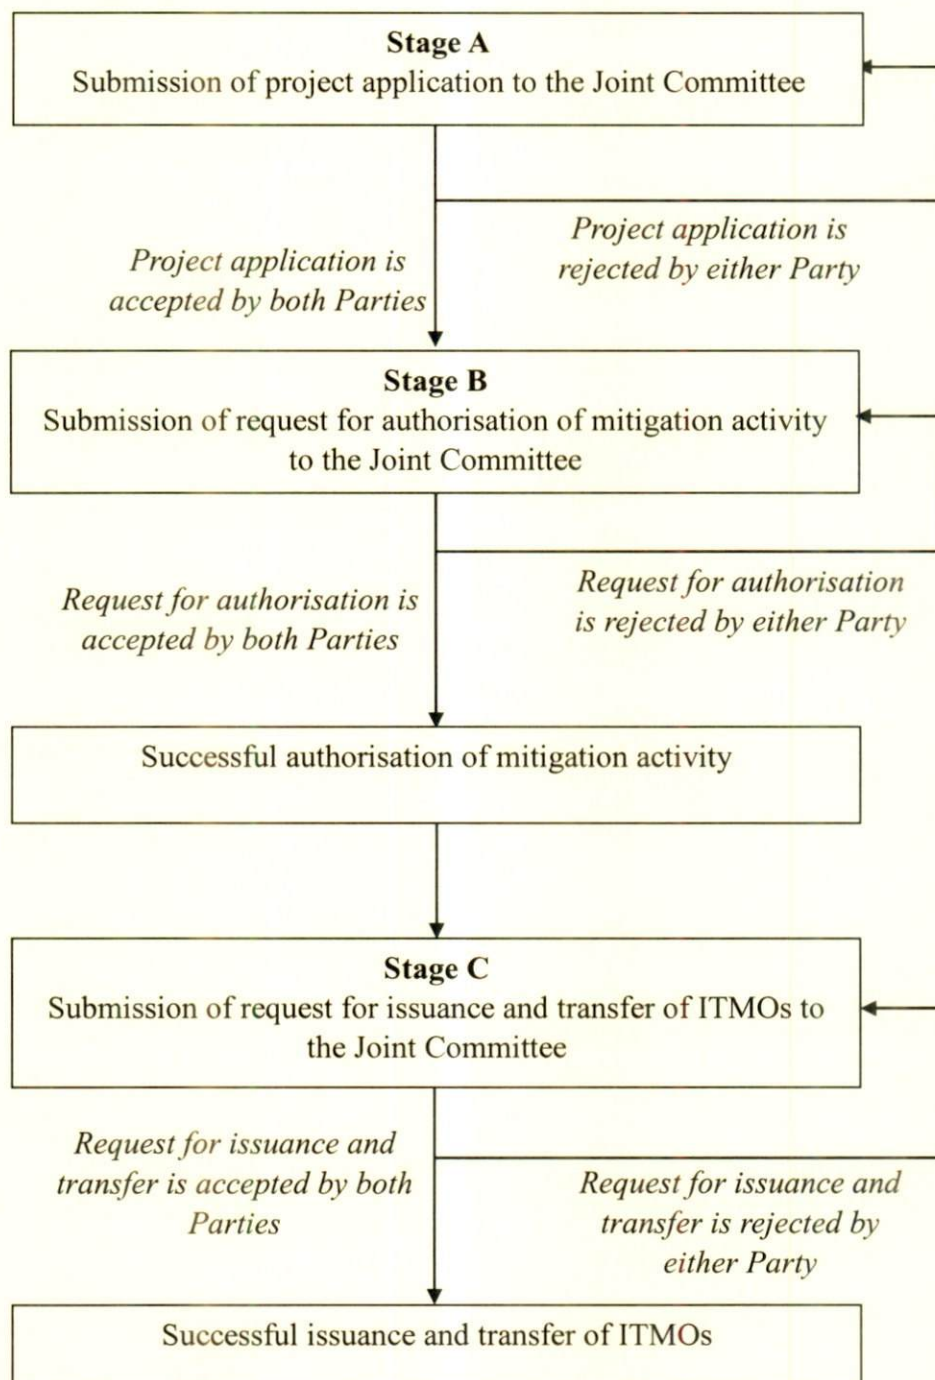 Stage A
Submission of project application to the Joint Committee
Project application is
rejected by either Party
Project application is
accepted by both Parties
Stage B
Submission of request for authorisation of mitigation activity
to the Joint Committee
Request for authorisation
is rejected by either Party
Request for authorisation is
accepted by both Parties
Successful authorisation of mitigation activity
Stage C
Submission of request for issuance and transfer of ITMOs to
the Joint Committee
Request for issuance and
transfer is accepted by both
Parties
Request for issuance and
transfer is rejected by
either Party
Successful issuance and transfer of ITMOs